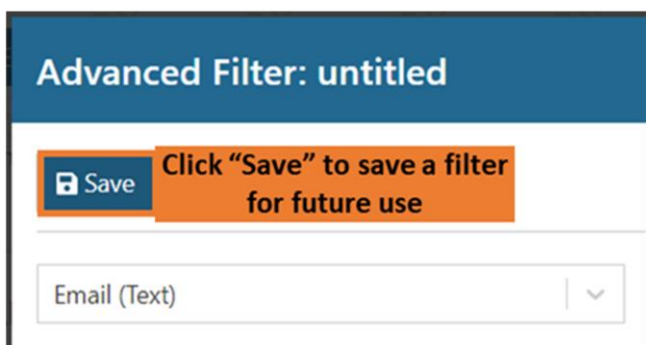 Advanced Filter: untitled
Save
Click “Save” to save a filter
for future use
Email (Text)